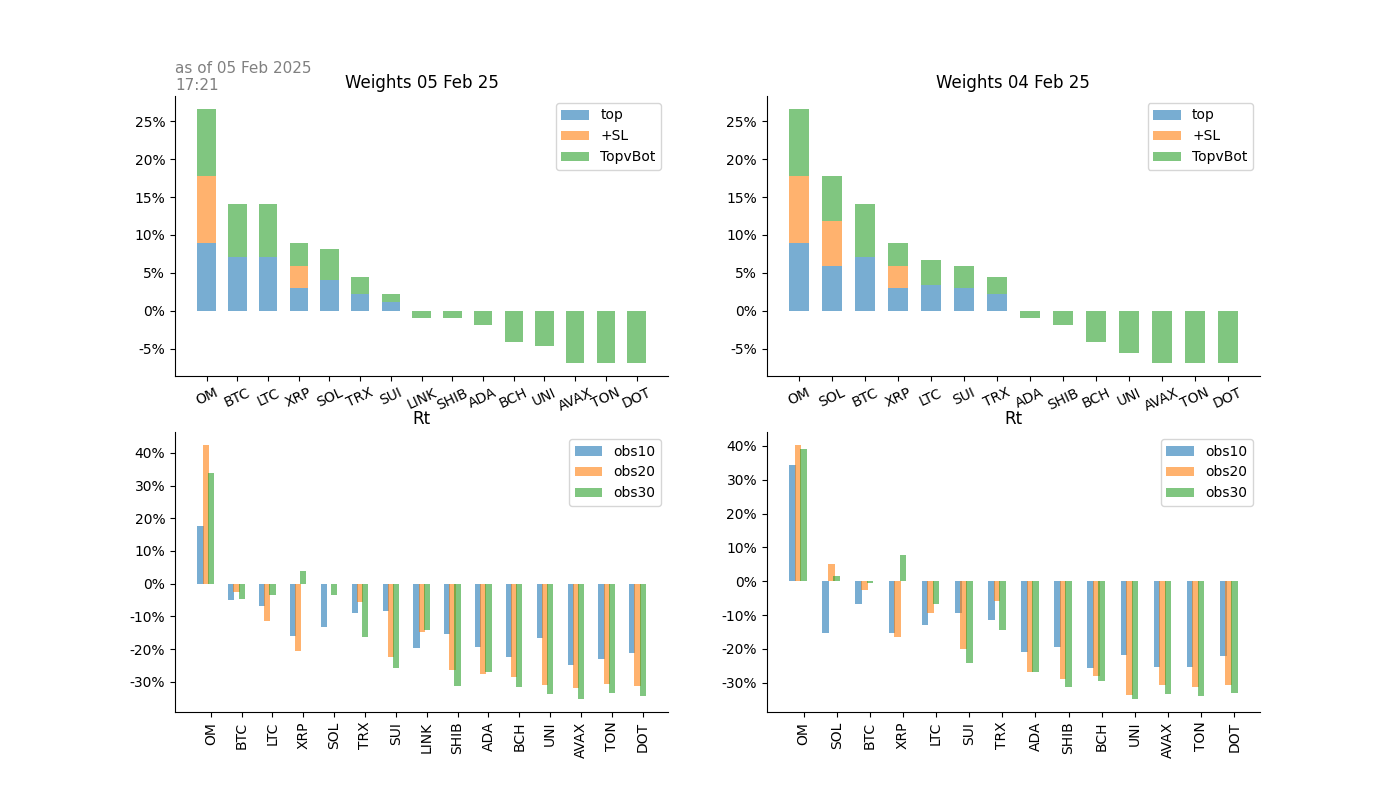 as of 05 Feb 2025
17:21
Weights 05 Feb 25
25%
20%
15%
10%
5%
0%
-5%
top
+SL
TopvBot
OM BTC LTC XRP SOL TRX SUI LINK SHIB ADA BCH UNI AVAX TON DOT
Weights 04 Feb 25
25%
20%
15%
10%
5%
0%
-5%
top
+SL
TopvBot
OM SOL BTC XRP LTC SUI TRX ADA SHIB BCH UNI AVAX TON DOT
Rt
40%
30%
20%
10%
0%
-10%
-20%
-30%
obs10
obs20
obs30
OM BTC LTC XRP SOL TRX SUI LINK SHIB ADA BCH UNI AVAX TON DOT
Rt
40%
30%
20%
10%
0%
-10%
-20%
-30%
obs10
obs20
obs30
OM SOL BTC XRP LTC SUI TRX ADA SHIB BCH UNI AVAX TON DOT